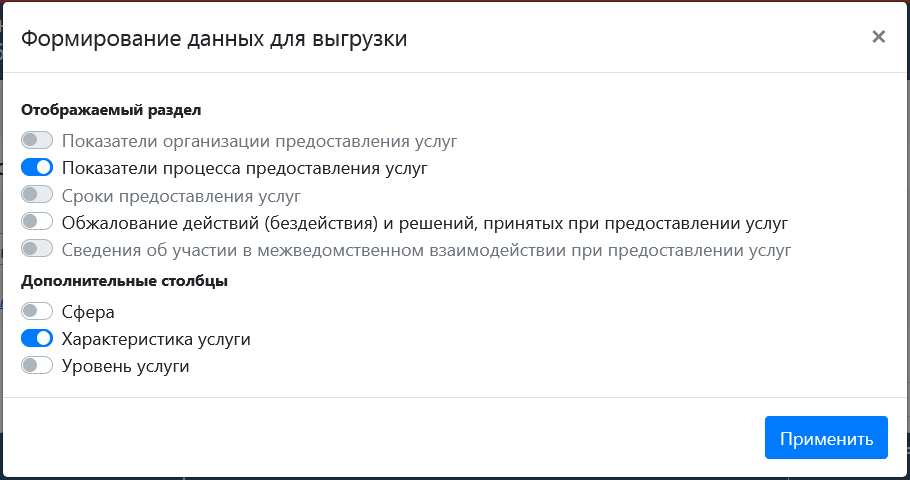 Формирование данных для выгрузки
×
Отображаемый раздел
Показатели организации предоставления услуг
Показатели процесса предоставления услуг
Сроки предоставления услуг
Обжалование действий (бездействия) и решений, принятых при предоставлении услуг
Сведения об участии в межведомственном взаимодействии при предоставлении услуг
Дополнительные столбцы
Сфера
Характеристика услуги
Уровень услуги
Применить